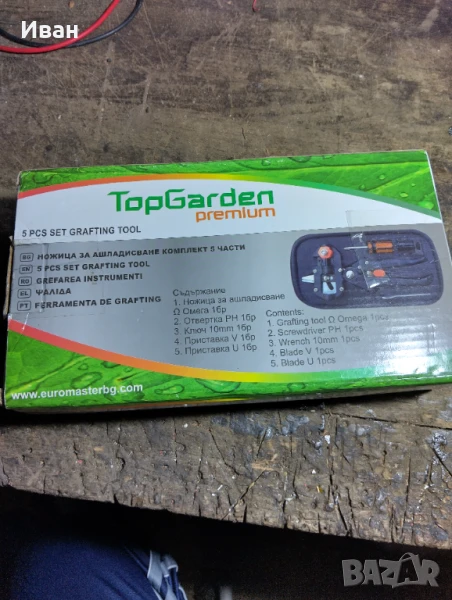 Иван
TopGarden
premium
5 PCS SET GRAFTING TOOL
BG НОЖИЦА ЗА АШЛАДИСВАНЕ КОМПЛЕКТ 5 ЧАСТИ
EN 5 PCS SET GRAFTING TOOL
RO GREFAREA INSTRUMENTI
EL ΨΑΛΙΔΑ
PT FERRAMENTA DE GRAFTING
Съдържание
1. Ножица за ашладисване
Ω Омега 1бр
2. Отвертка PH 1бр
3. Ключ 10mm 1бр
4. Приставка V 1бр
5. Приставка U 1бр
Contents:
1. Grafting tool Ω Omega 1pcs
2. Screwdriver PH 1pcs
3. Wrench 10mm 1pcs
4. Blade V 1pcs
5. Blade U 1pcs
www.euromasterbg.com
BAZAR